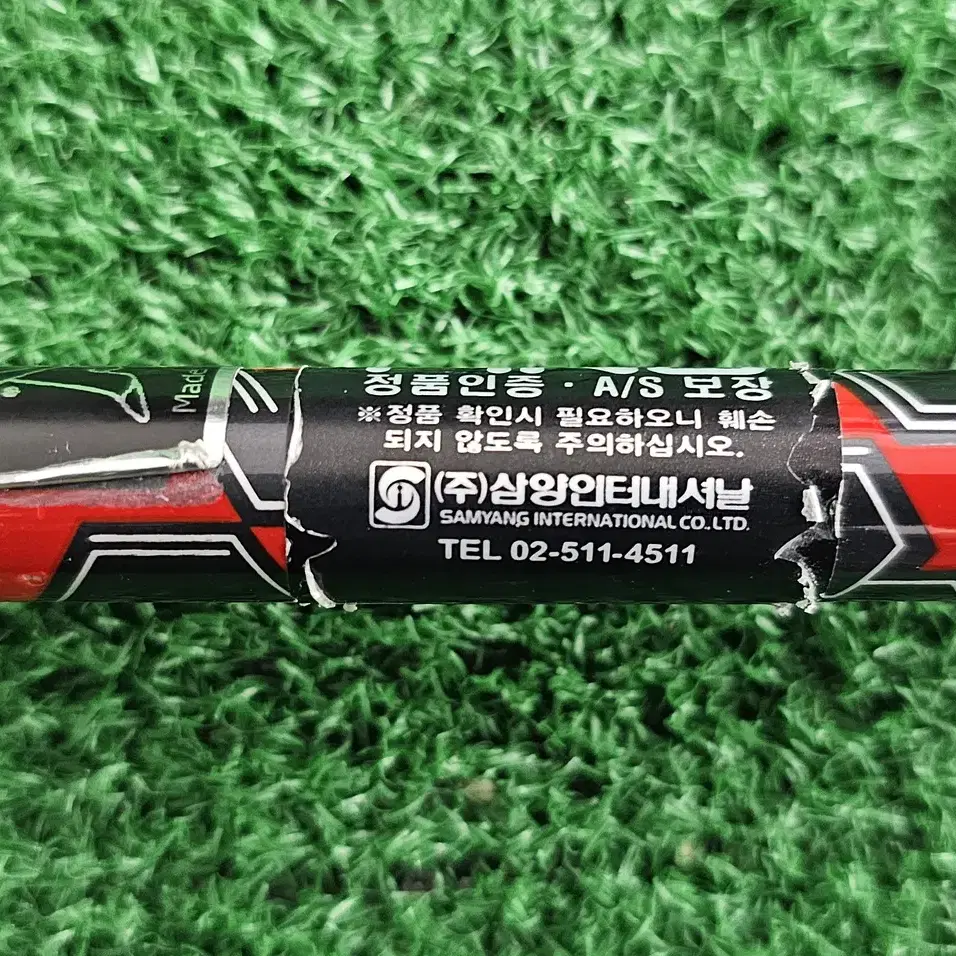 Made
정품인증 · A/S 보장
※정품 확인시 필요하오니 훼손
되지 않도록 주의하십시오.
(주)삼양인터내셔날
SAMYANG INTERNATIONAL CO.,LTD.
TEL 02-511-4511